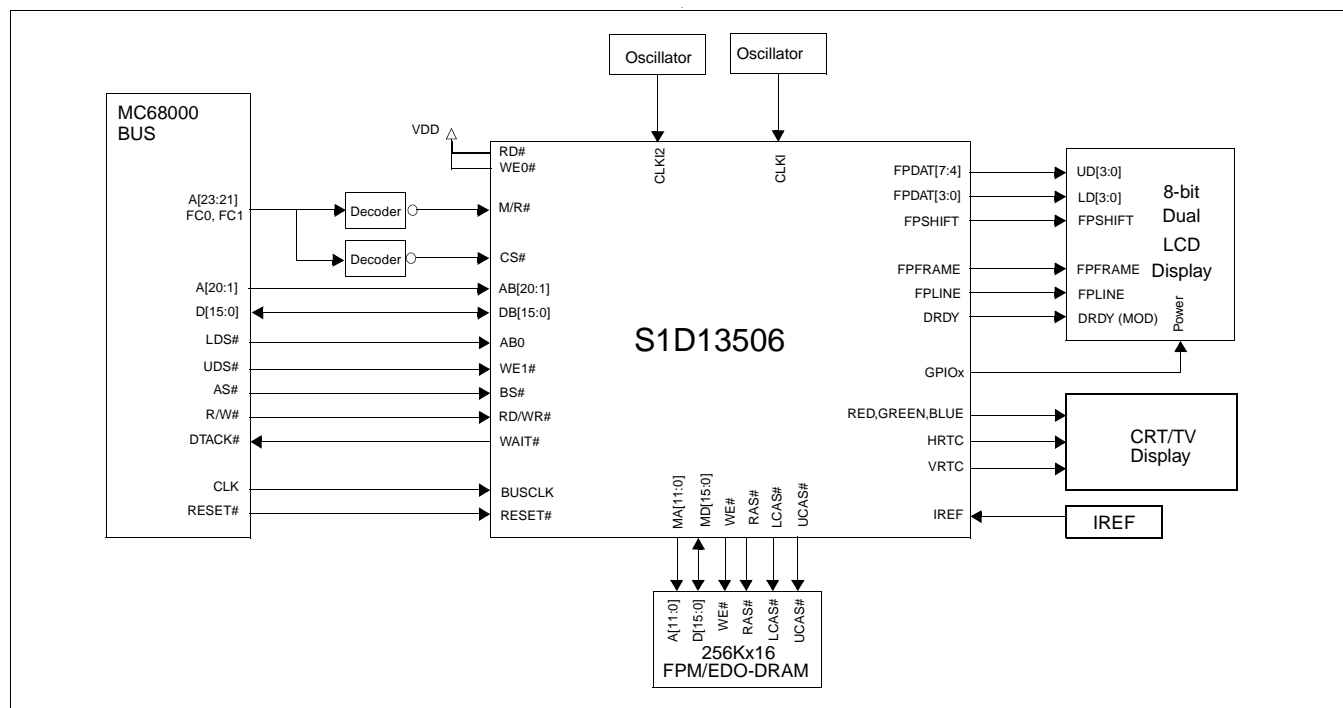 Oscillator
Oscillator
MC68000
BUS
VDD
RD#
WE0#
CLKI2
CLKI
A[23:21]
FC0, FC1
Decoder
M/R#
Decoder
CS#
A[20:1]
AB[20:1]
D[15:0]
DB[15:0]
LDS#
AB0
UDS#
WE1#
AS#
BS#
R/W#
RD/WR#
DTACK#
WAIT#
CLK
BUSCLK
RESET#
RESET#
S1D13506
FPDAT[7:4]
UD[3:0]
FPDAT[3:0]
LD[3:0]
FPSHIFT
FPSHIFT
8-bit
Dual
LCD
Display
FPFRAME
FPFRAME
FPLINE
FPLINE
DRDY
DRDY (MOD)
Power
GPIOx
RED,GREEN,BLUE
HRTC
VRTC
CRT/TV
Display
IREF
IREF
MA[11:0]
MD[15:0]
WE#
RAS#
LCAS#
UCAS#
A[11:0]
D[15:0]
WE#
RAS#
LCAS#
UCAS#
256Kx16
FPM/EDO-DRAM